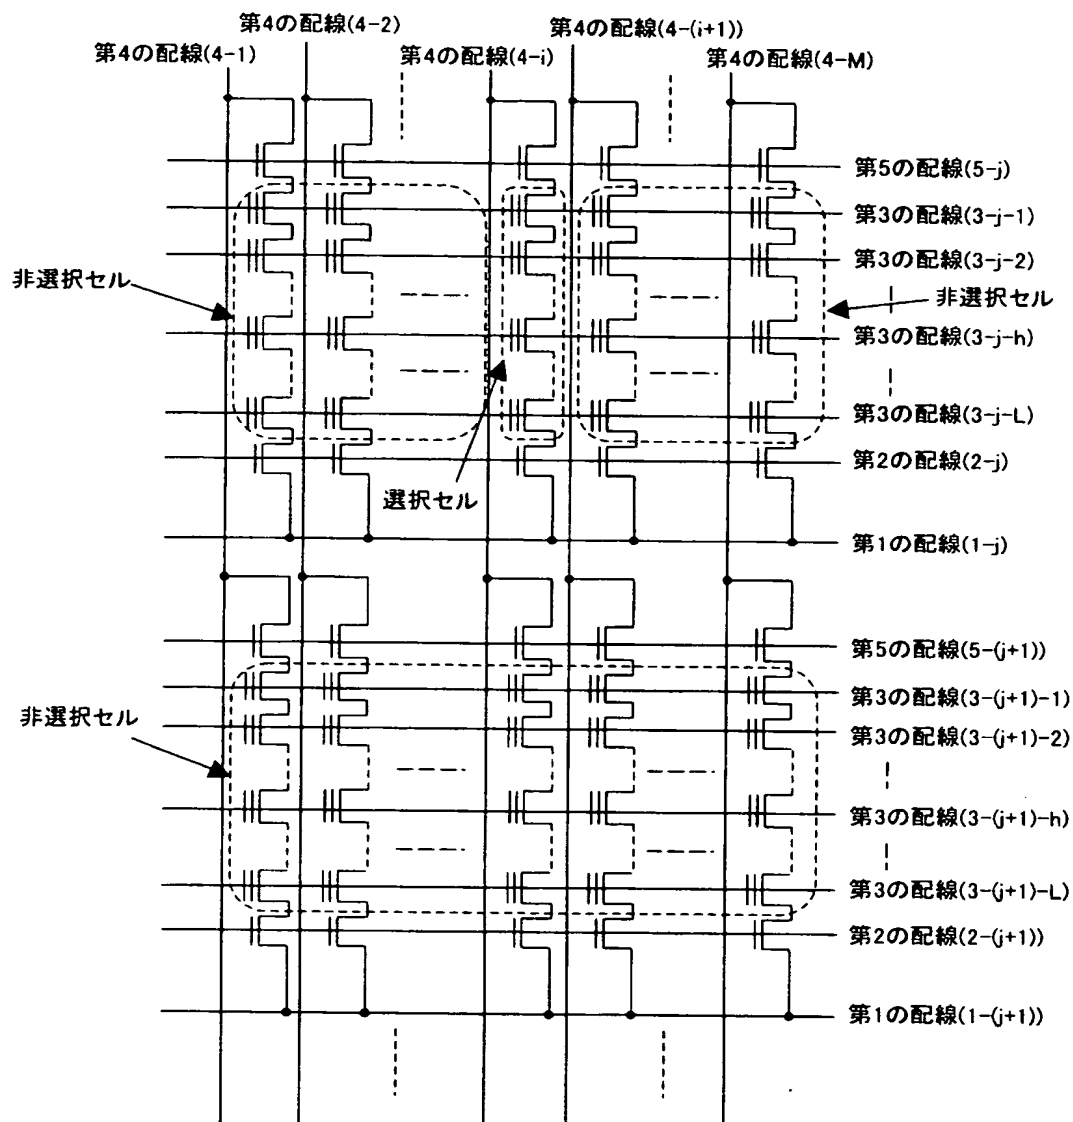 第4の配線(4-2)
第4の配線(4-(i+1))
第4の配線(4-1)
第4の配線(4-i)
第4の配線(4-M)
第5の配線(5-j)
第3の配線(3-j-1)
第3の配線(3-j-2)
非選択セル
非選択セル
第3の配線(3-j-h)
第3の配線(3-j-L)
第2の配線(2-j)
選択セル
第1の配線(1-j)
第5の配線(5-(j+1))
第3の配線(3-(j+1)-1)
非選択セル
第3の配線(3-(j+1)-2)
第3の配線(3-(j+1)-h)
第3の配線(3-(j+1)-L)
第2の配線(2-(j+1))
第1の配線(1-(j+1))